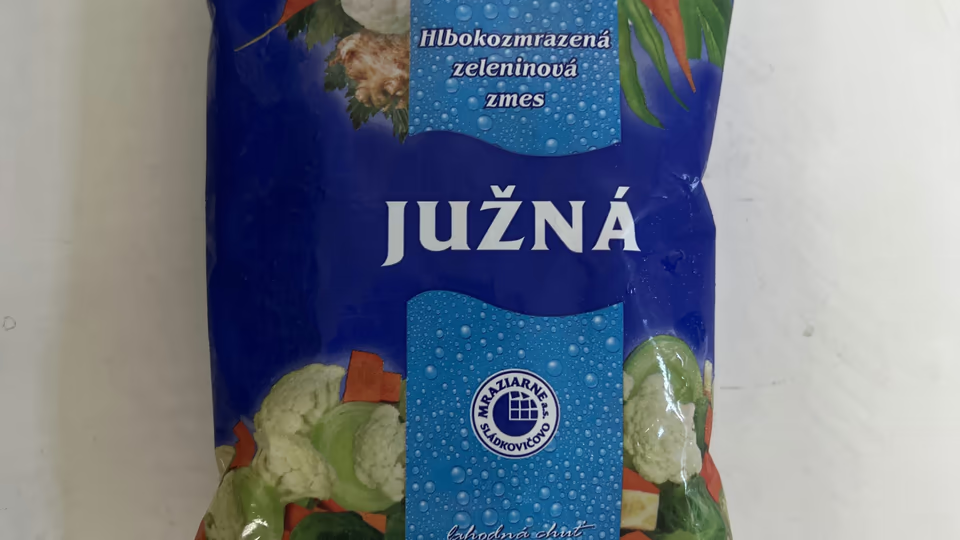 Hlbokozmrazená
zeleninová
zmes
JUŽNÁ
MRAZIARNE a.s.
SLÁDKOVIČOVO
lahodná chuť